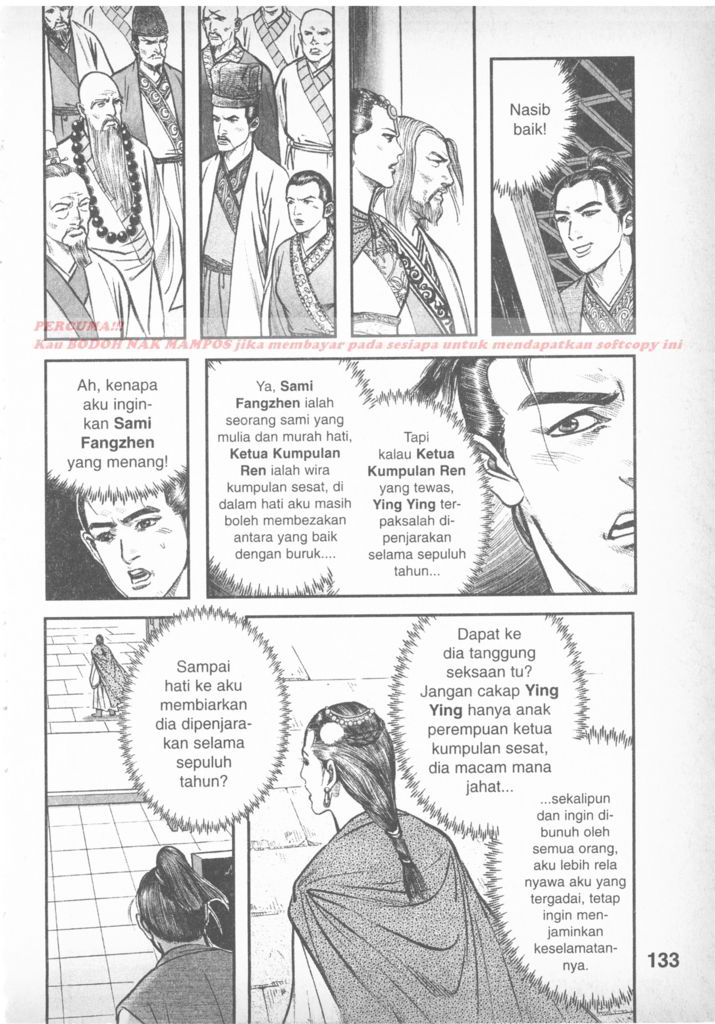 Nasib
baik!
PERCUMA!!!
Kau BODOH NAK MAMPOS jika membayar pada sesiapa untuk mendapatkan softcopy ini
Ah, kenapa
aku ingin-
kan Sami
Fangzhen
yang menang!
Ya, Sami
Fangzhen ialah
seorang sami yang
mulia dan murah hati,
Ketua Kumpulan
Ren ialah wira
kumpulan sesat, di
dalam hati aku masih
boleh membezakan
antara yang baik
dengan buruk....
Tapi
kalau Ketua
Kumpulan Ren
yang tewas,
Ying Ying ter-
paksalah di-
penjarakan
selama sepuluh
tahun...
Sampai
hati ke aku
membiarkan
dia dipenjara-
kan selama
sepuluh
tahun?
Dapat ke
dia tanggung
seksaan tu?
Jangan cakap Ying
Ying hanya anak
perempuan ketua
kumpulan sesat,
dia macam mana
jahat...
...sekalipun
dan ingin di-
bunuh oleh
semua orang,
aku lebih rela
nyawa aku yang
tergadai, tetap
ingin men-
jaminkan
keselamatan-
nya.
133